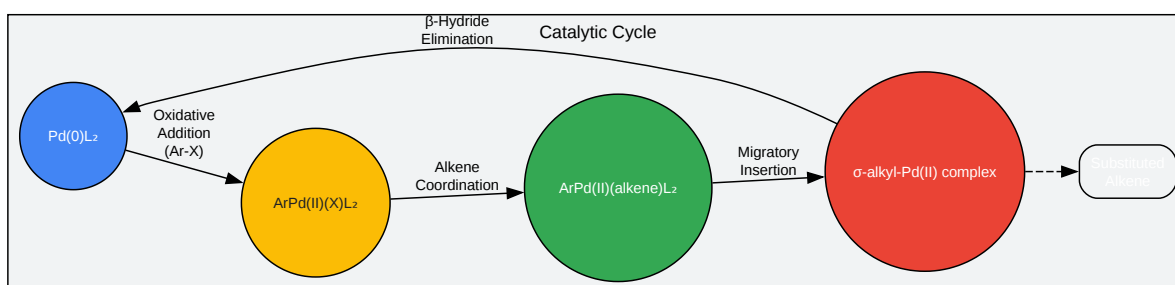 β-Hydride
Elimination
Catalytic Cycle
Pd(0)L₂
Oxidative
Addition
(Ar-X)
ArPd(II)(X)L₂
Alkene
Coordination
ArPd(II)(alkene)L₂
Migratory
Insertion
σ-alkyl-Pd(II) complex
Substituted
Alkene